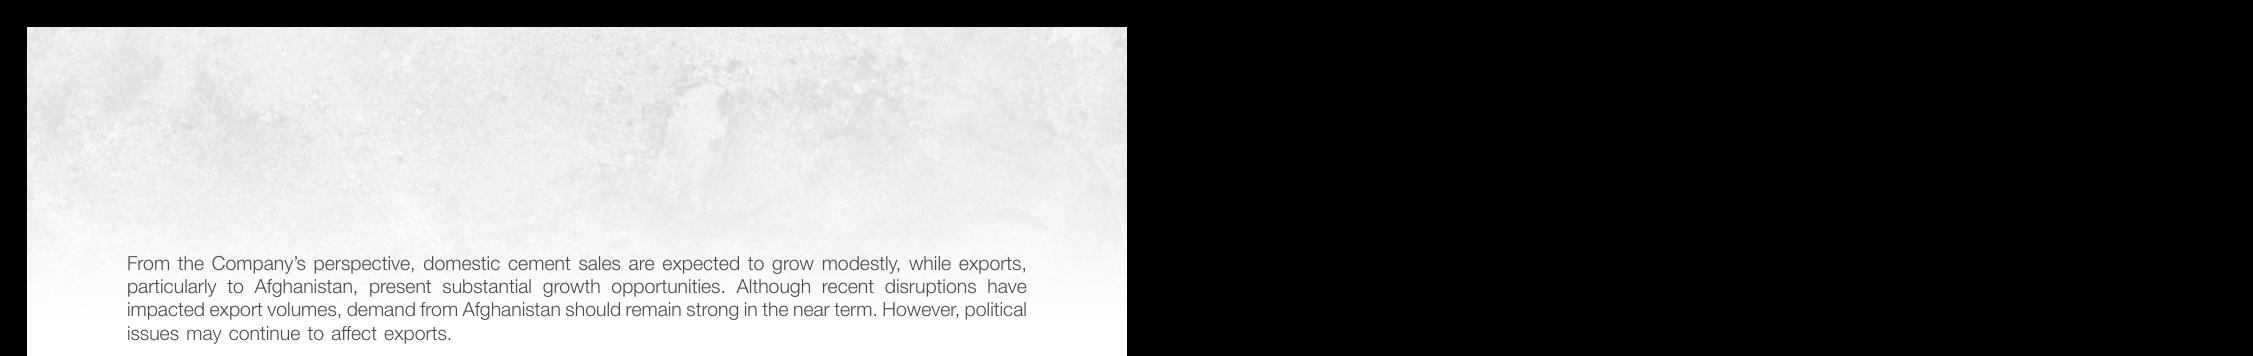 From the Company’s perspective, domestic cement sales are expected to grow modestly, while exports,
particularly to Afghanistan, present substantial growth opportunities. Although recent disruptions have
impacted export volumes, demand from Afghanistan should remain strong in the near term. However, political
issues may continue to affect exports.